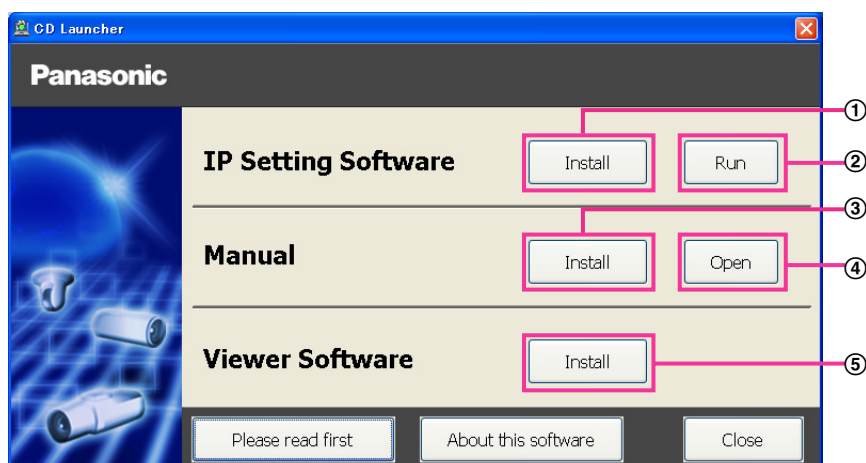 CD Launcher
Panasonic
①
IP Setting Software Install Run ②
③
Manual Install Open ④
Viewer Software Install ⑤
Please read first About this software Close